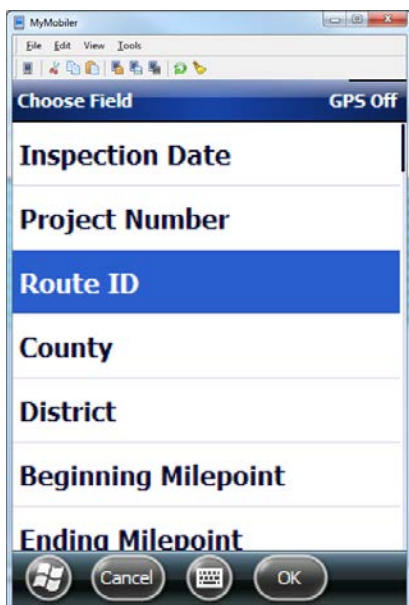 MyMobiler
File Edit View Tools
Choose Field GPS Off
Inspection Date
Project Number
Route ID
County
District
Beginning Milepoint
Ending Milepoint
Cancel OK